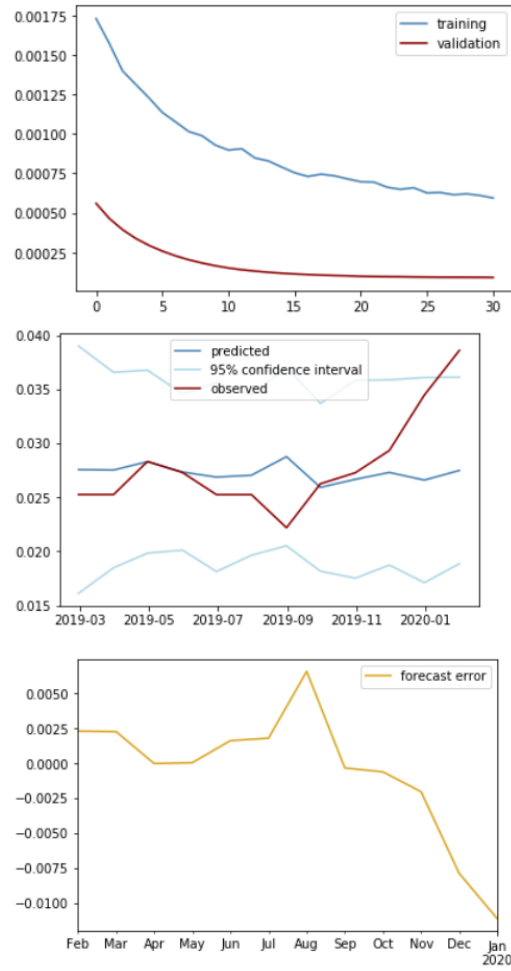 0.00175
0.00150
0.00125
0.00100
0.00075
0.00050
0.00025
training
validation
0 5 10 15 20 25 30
0.040
0.035
0.030
0.025
0.020
0.015
predicted
95% confidence interval
observed
2019-03 2019-05 2019-07 2019-09 2019-11 2020-01
0.0050
0.0025
0.0000
−0.0025
−0.0050
−0.0075
−0.0100
forecast error
Feb Mar Apr May Jun Jul Aug Sep Oct Nov Dec Jan
2020